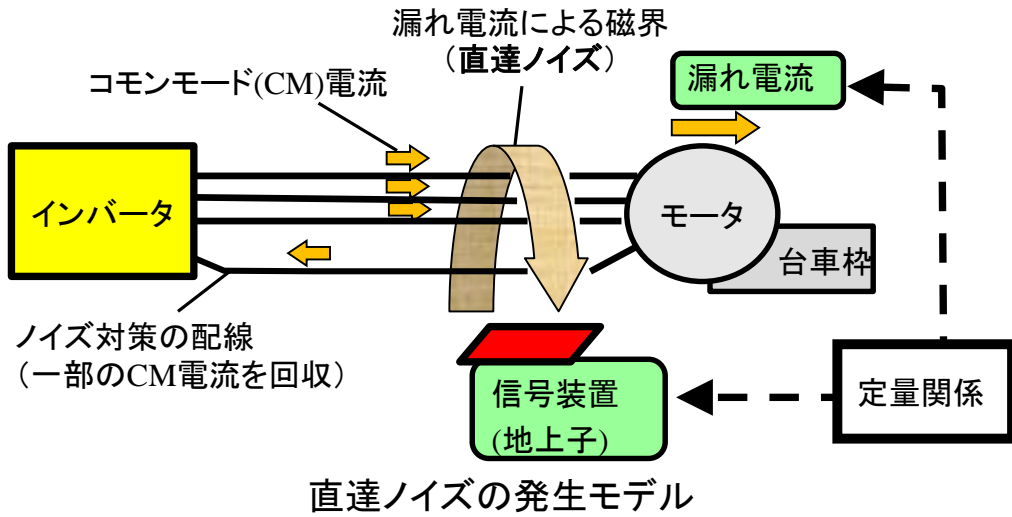 漏れ電流による磁界
（直達ノイズ）
コモンモード(CM)電流
漏れ電流
インバータ
モータ
台車枠
ノイズ対策の配線
（一部のCM電流を回収）
信号装置
(地上子)
定量関係
直達ノイズの発生モデル